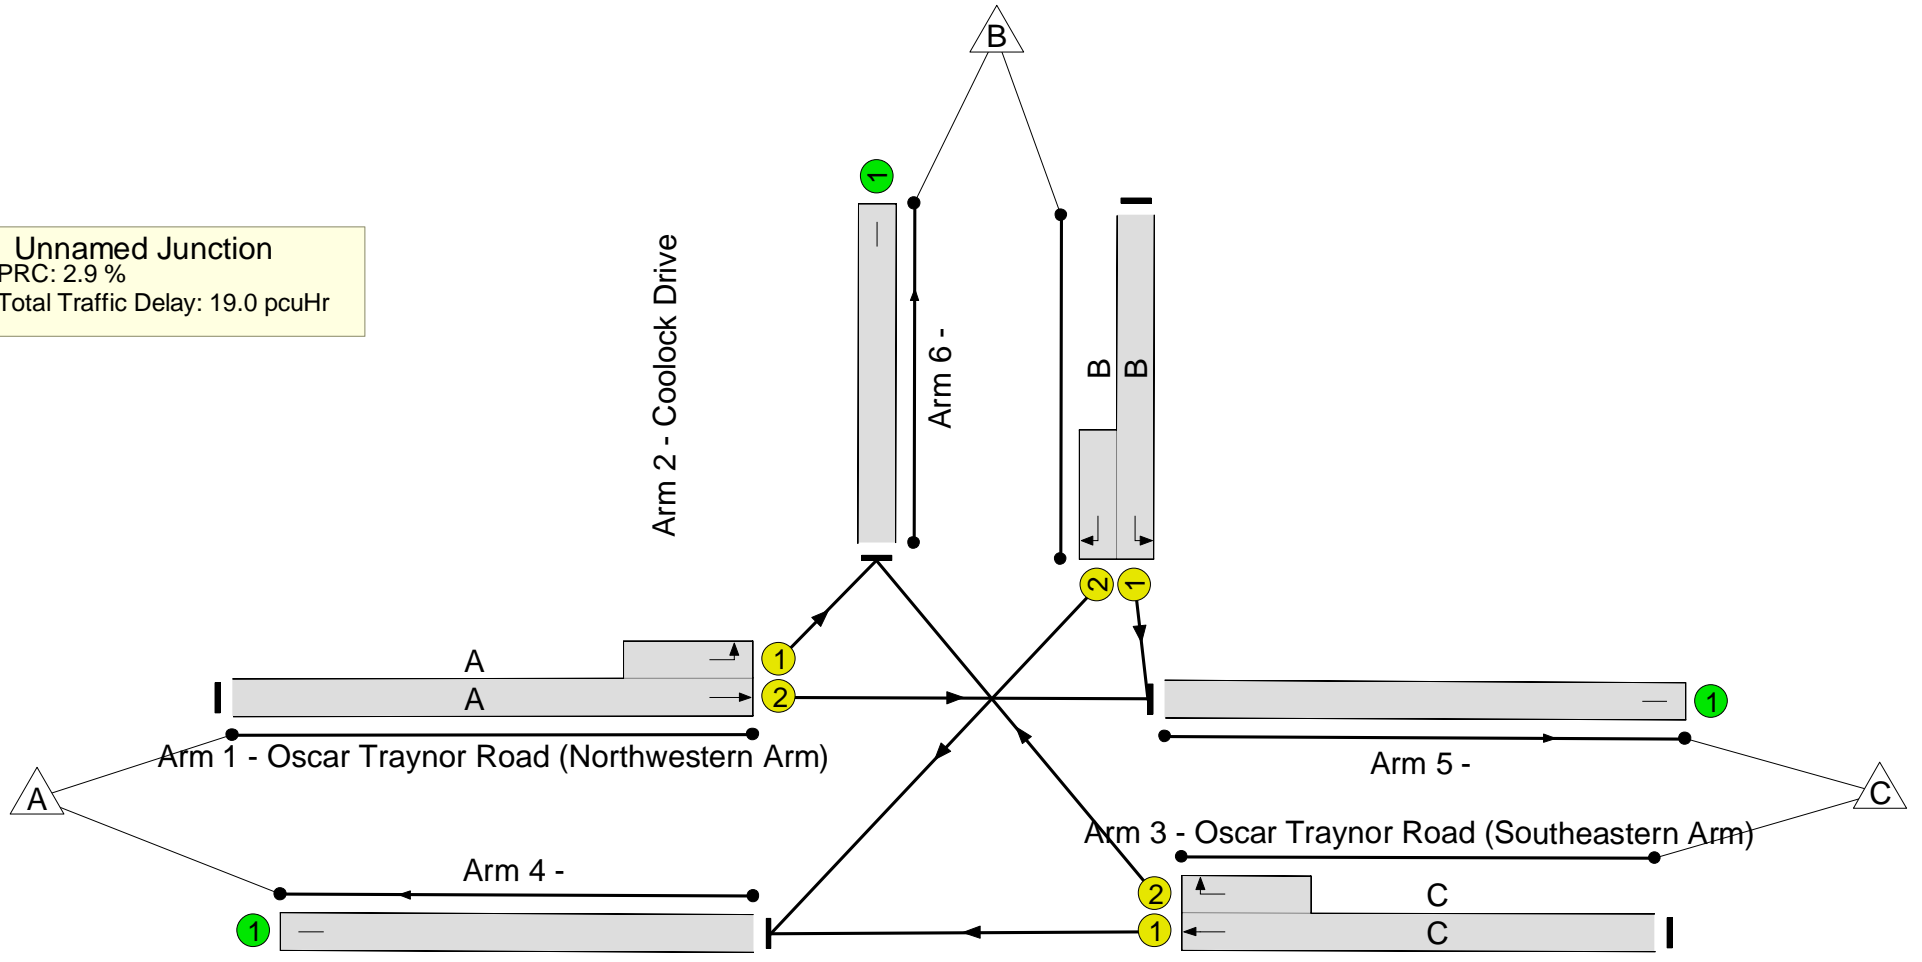 B
1
Unnamed Junction
PRC: 2.9 %
Total Traffic Delay: 19.0 pcuHr
Arm 2 - Coolock Drive
Arm 6 -
B
B
2
1
A
1
A
2
1
Arm 1 - Oscar Traynor Road (Northwestern Arm)
Arm 5 -
A
C
Arm 3 - Oscar Traynor Road (Southeastern Arm)
Arm 4 -
2
C
1
1
C